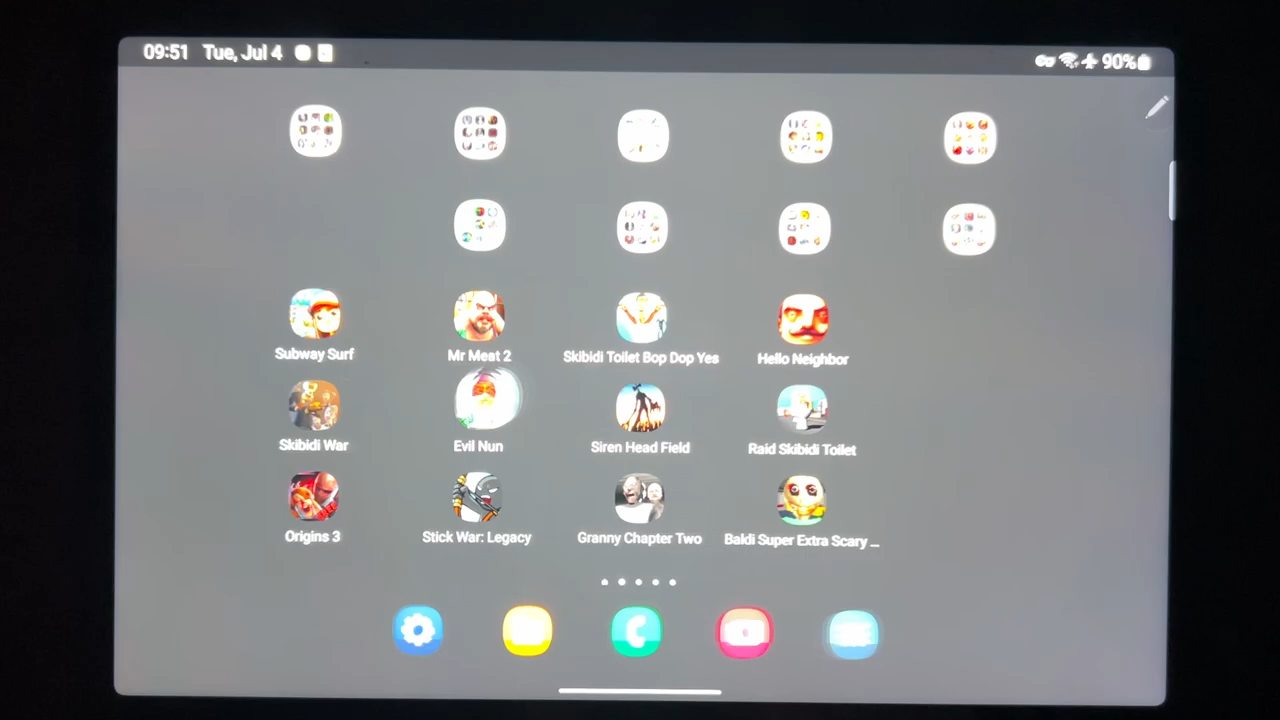 09:51 Tue, Jul 4
90%
Subway Surf
Mr Meat 2
Skibidi Toilet Bop Dop Yes
Hello Neighbor
Skibidi War
Evil Nun
Siren Head Field
Raid Skibidi Toilet
Origins 3
Stick War: Legacy
Granny Chapter Two
Baldi Super Extra Scary ...